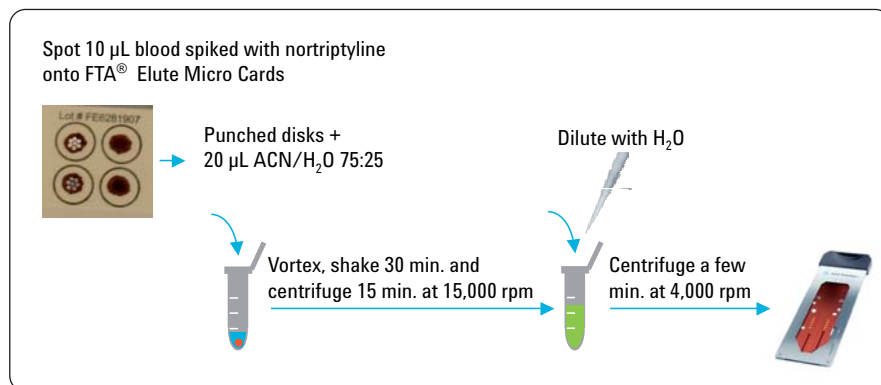 Spot 10 µL blood spiked with nortriptyline
onto FTA® Elute Micro Cards
Lot # FE6281907
Punched disks +
20 µL ACN/H₂O 75:25
Dilute with H₂O
Vortex, shake 30 min. and
centrifuge 15 min. at 15,000 rpm
Centrifuge a few
min. at 4,000 rpm